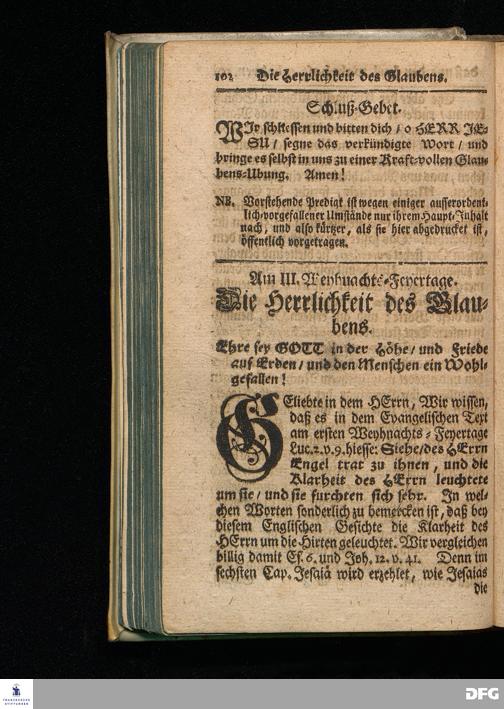 102 Die Herrlichkeit des Glaubens.
Schluß-Gebet.
WIr schliessen und bitten dich / o HERR JE-
SU / segne das verkündigte Wort / und
bringe es selbst in uns zu einer Kraft-vollen Glau-
bens-Ubung. Amen!
NB. Vorstehende Predigt ist wegen einiger ausserordent-
lich-vorgefallener Umstände nur ihrem Haupt-Inhalt
nach, und also kürtzer, als sie hier abgedrucket ist,
öffentlich vorgetragen.
Am III. Weyhnachts-Feyertage.
Die Herrlichkeit des Glau-
bens.
Ehre sey GOTT in der Höhe / und Friede
auf Erden / und den Menschen ein Wohl-
gefallen!
GEliebte in dem HErrn, Wir wissen,
daß es in dem Evangelischen Text
am ersten Weyhnachts-Feyertage
Luc. 2. v. 9. hiesse: Siehe / des HErrn
Engel trat zu ihnen, und die
Klarheit des HErrn leuchtete
um sie / und sie furchten sich sehr. In wel-
chen Worten sonderlich zu bemercken ist, daß bey
diesem Englischen Gesichte die Klarheit des
HErrn um die Hirten geleuchtet. Wir vergleichen
billig damit Es. 6. und Joh. 12. v. 41. Denn im
sechsten Cap. Jesaiä wird erzehlet, wie Jesaias
die
FRANCKESCHE
STIFTUNGEN
DFG